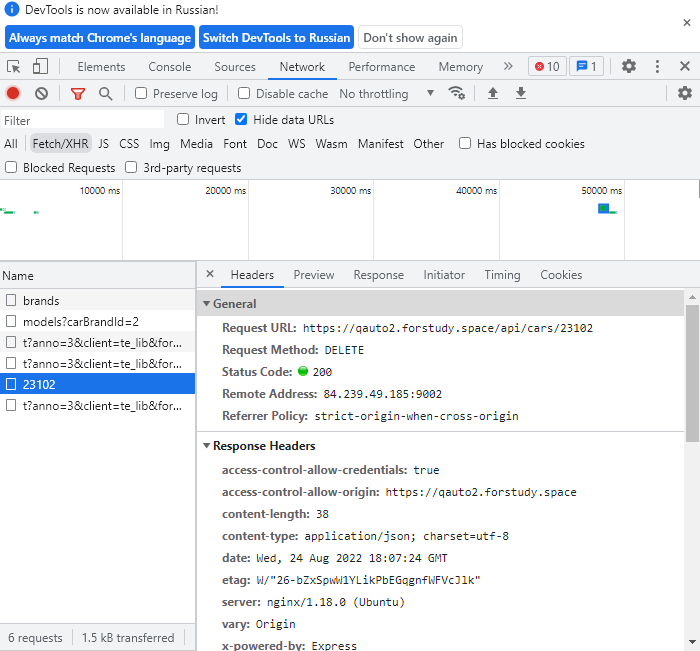 DevTools is now available in Russian!
Always match Chrome's language Switch DevTools to Russian Don't show again
Elements Console Sources Network Performance Memory 10 1
Preserve log Disable cache No throttling
Filter Invert Hide data URLs
All Fetch/XHR JS CSS Img Media Font Doc WS Wasm Manifest Other Has blocked cookies
Blocked Requests 3rd-party requests
10000 ms 20000 ms 30000 ms 40000 ms 50000 ms
Name
brands
models?carBrandId=2
t?anno=3&client=te_lib&for...
t?anno=3&client=te_lib&for...
23102
t?anno=3&client=te_lib&for...
6 requests 1.5 kB transferred
Headers Preview Response Initiator Timing Cookies
General
Request URL: https://qauto2.forstudy.space/api/cars/23102
Request Method: DELETE
Status Code: 200
Remote Address: 84.239.49.185:9002
Referrer Policy: strict-origin-when-cross-origin
Response Headers
access-control-allow-credentials: true
access-control-allow-origin: https://qauto2.forstudy.space
content-length: 38
content-type: application/json; charset=utf-8
date: Wed, 24 Aug 2022 18:07:24 GMT
etag: W/"26-bZxSpwW1YLikPbEGqgnfWFVcJlk"
server: nginx/1.18.0 (Ubuntu)
vary: Origin
x-powered-by: Express